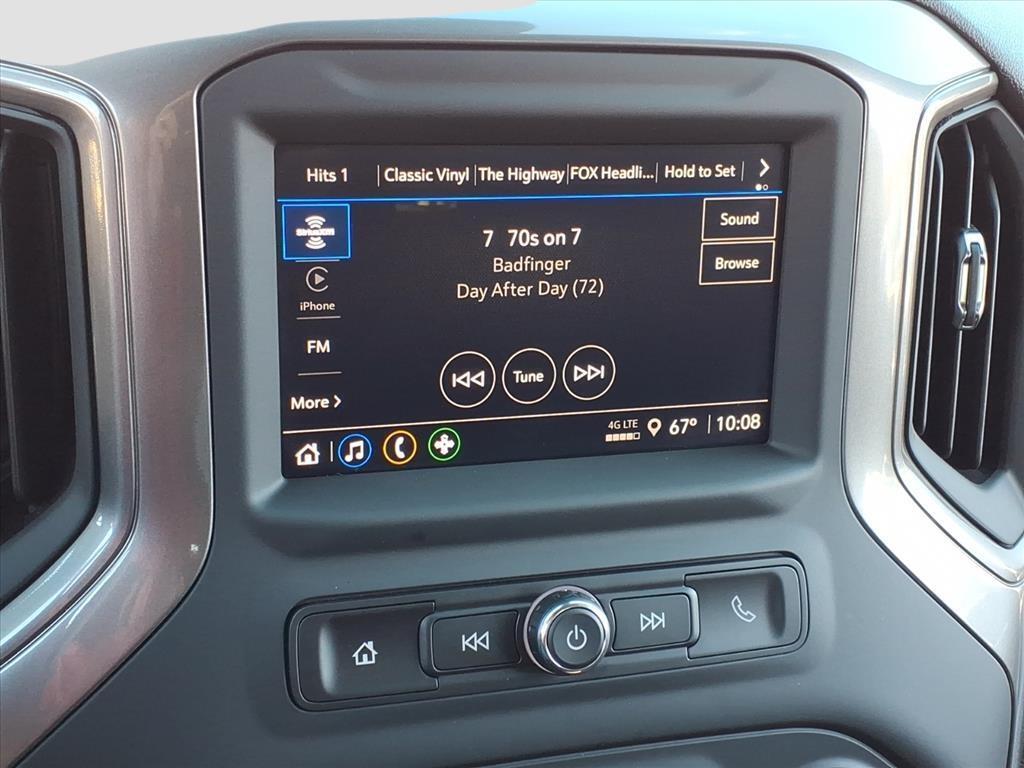 Hits 1 Classic Vinyl The Highway FOX Headli... Hold to Set
SiriusXM
7 70s on 7
Sound
Badfinger
Browse
Day After Day (72)
iPhone
FM
Tune
More
4G LTE
67° 10:08